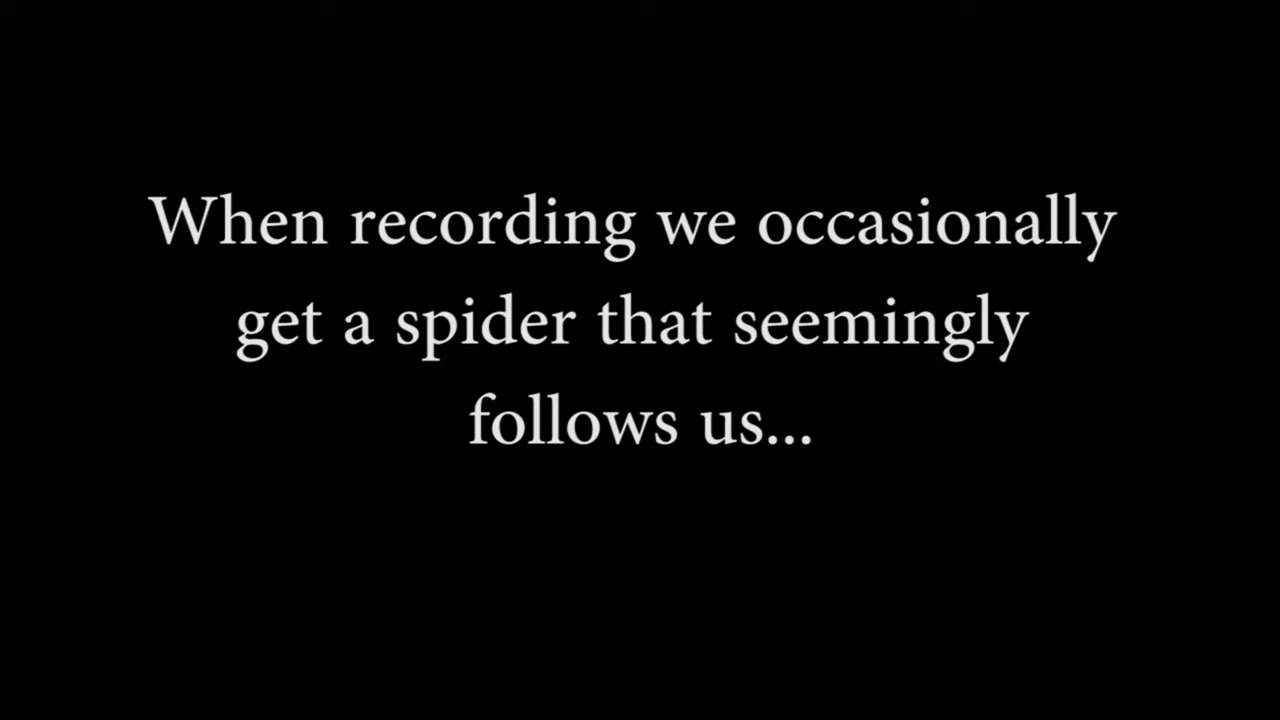 When recording we occasionally
get a spider that seemingly
follows us...